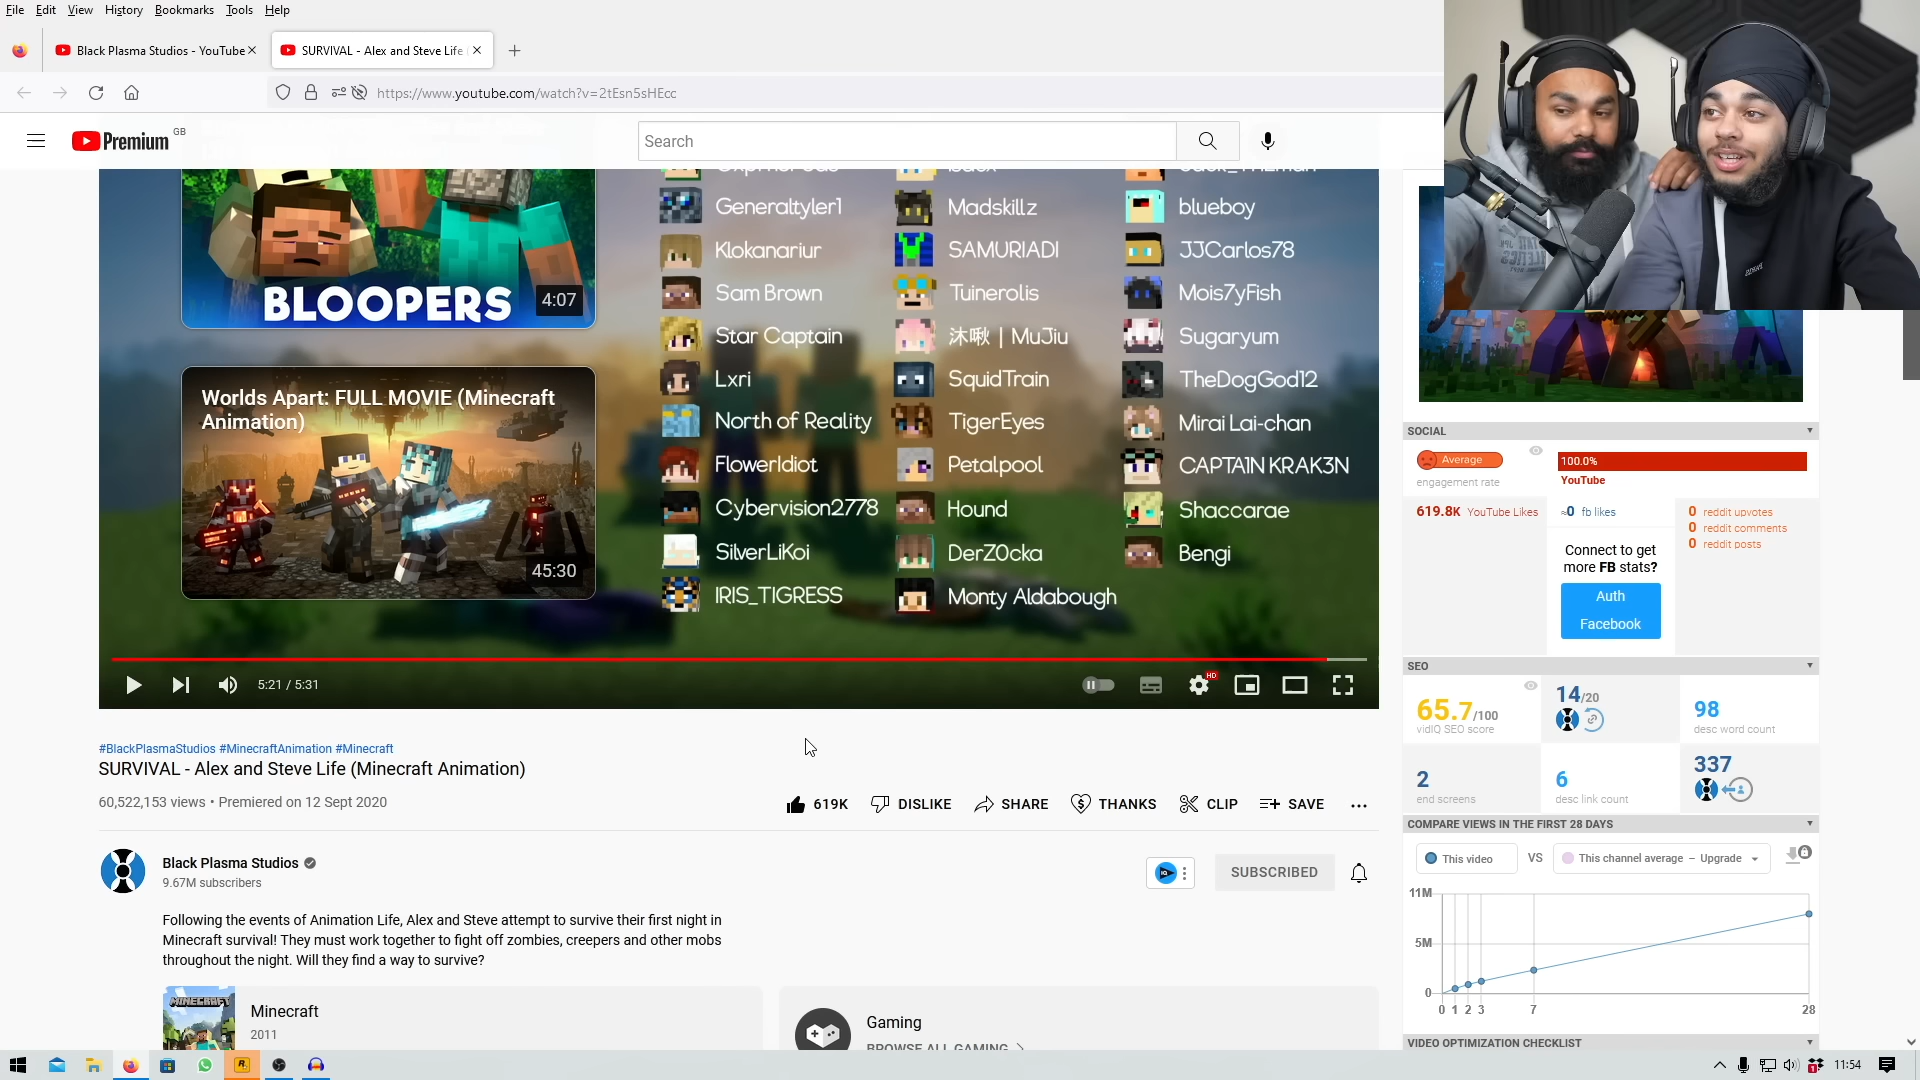 File Edit View History Bookmarks Tools Help
Black Plasma Studios - YouTube
SURVIVAL - Alex and Steve Life
https://www.youtube.com/watch?v=2tEsn5sHEcc
Premium GB
Search
Generaltyler1 Madskillz blueboy
Klokanariur SAMURIADI JJCarlos78
Sam Brown Tuinerolis Mois7yFish
Star Captain 沐啾 | MuJiu Sugaryum
Lxri SquidTrain TheDogGod12
North of Reality TigerEyes Mirai Lai-chan
FlowerIdiot Petalpool CAPTA1N KRAK3N
Cybervision2778 Hound Shaccarae
SilverLiKoi DerZ0cka Bengi
IRIS_TIGRESS Monty Aldabough
BLOOPERS
4:07
Worlds Apart: FULL MOVIE (Minecraft
Animation)
45:30
5:21 / 5:31
HD
#BlackPlasmaStudios #MinecraftAnimation #Minecraft
SURVIVAL - Alex and Steve Life (Minecraft Animation)
60,522,153 views • Premiered on 12 Sept 2020
619K DISLIKE SHARE THANKS CLIP SAVE
Black Plasma Studios
9.67M subscribers
SUBSCRIBED
Following the events of Animation Life, Alex and Steve attempt to survive their first night in
Minecraft survival! They must work together to fight off zombies, creepers and other mobs
throughout the night. Will they find a way to survive?
MINECRAFT
Minecraft
2011
Gaming
BROWSE ALL GAMING
SOCIAL
Average
engagement rate
100.0%
YouTube
619.8K YouTube Likes
≈0 fb likes
0 reddit upvotes
0 reddit comments
0 reddit posts
Connect to get
more FB stats?
Auth
Facebook
SEO
65.7/100
vidIQ SEO score
14/20
98
desc word count
2
end screens
6
desc link count
337
COMPARE VIEWS IN THE FIRST 28 DAYS
This video VS This channel average – Upgrade
11M
5M
0
0 1 2 3 7 28
VIDEO OPTIMIZATION CHECKLIST
11:54